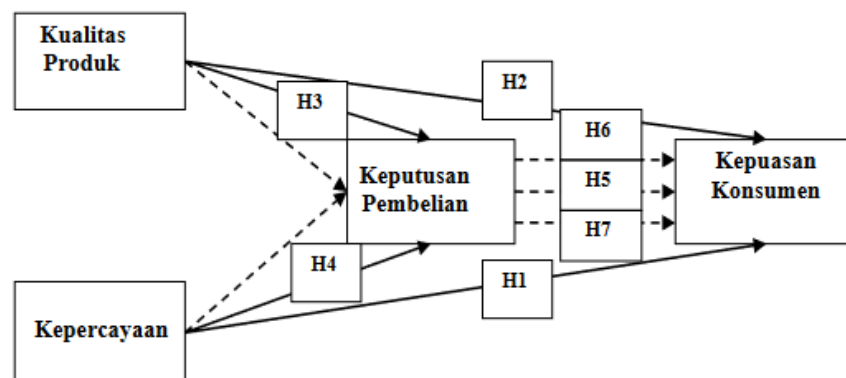 Kualitas
Produk
H2
H3
H6
Keputusan
Pembelian
H5
Kepuasan
Konsumen
H7
H4
H1
Kepercayaan